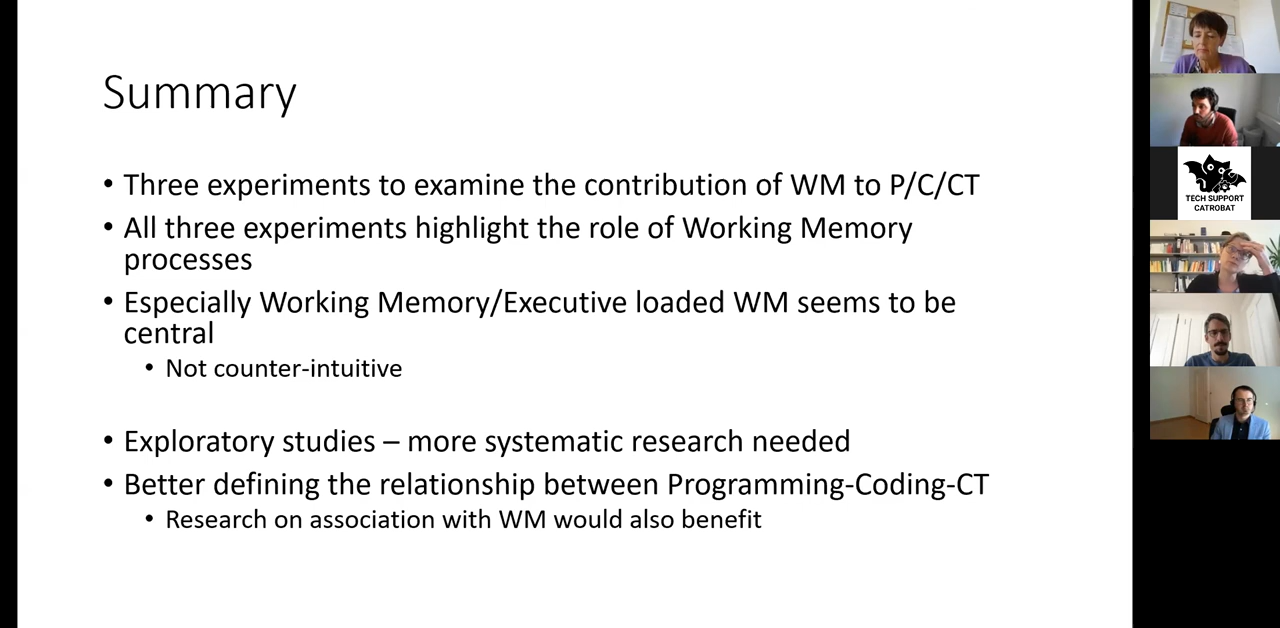 Summary
• Three experiments to examine the contribution of WM to P/C/CT
• All three experiments highlight the role of Working Memory
processes
• Especially Working Memory/Executive loaded WM seems to be
central
• Not counter-intuitive
• Exploratory studies – more systematic research needed
• Better defining the relationship between Programming-Coding-CT
• Research on association with WM would also benefit
TECH SUPPORT
CATROBAT